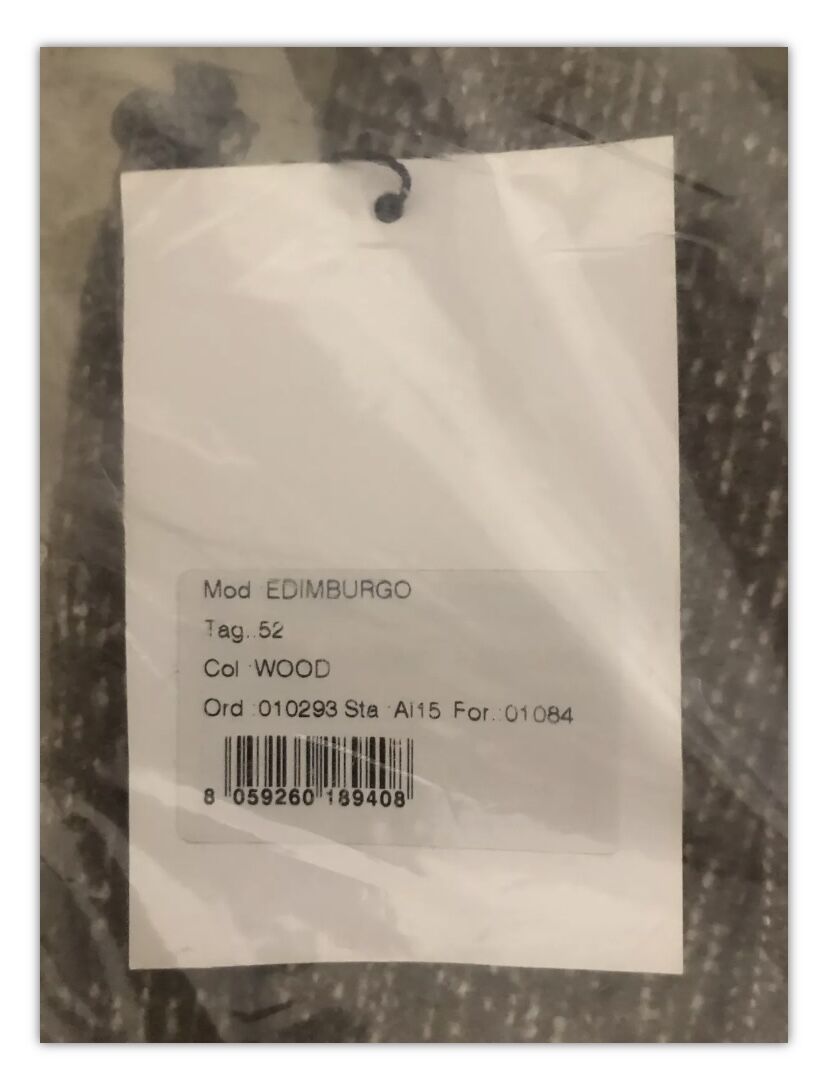 Mod EDIMBURGO
Tag. 52
Col WOOD
Ord :010293 Sta Ai15 For.:01084
8 059260 189408